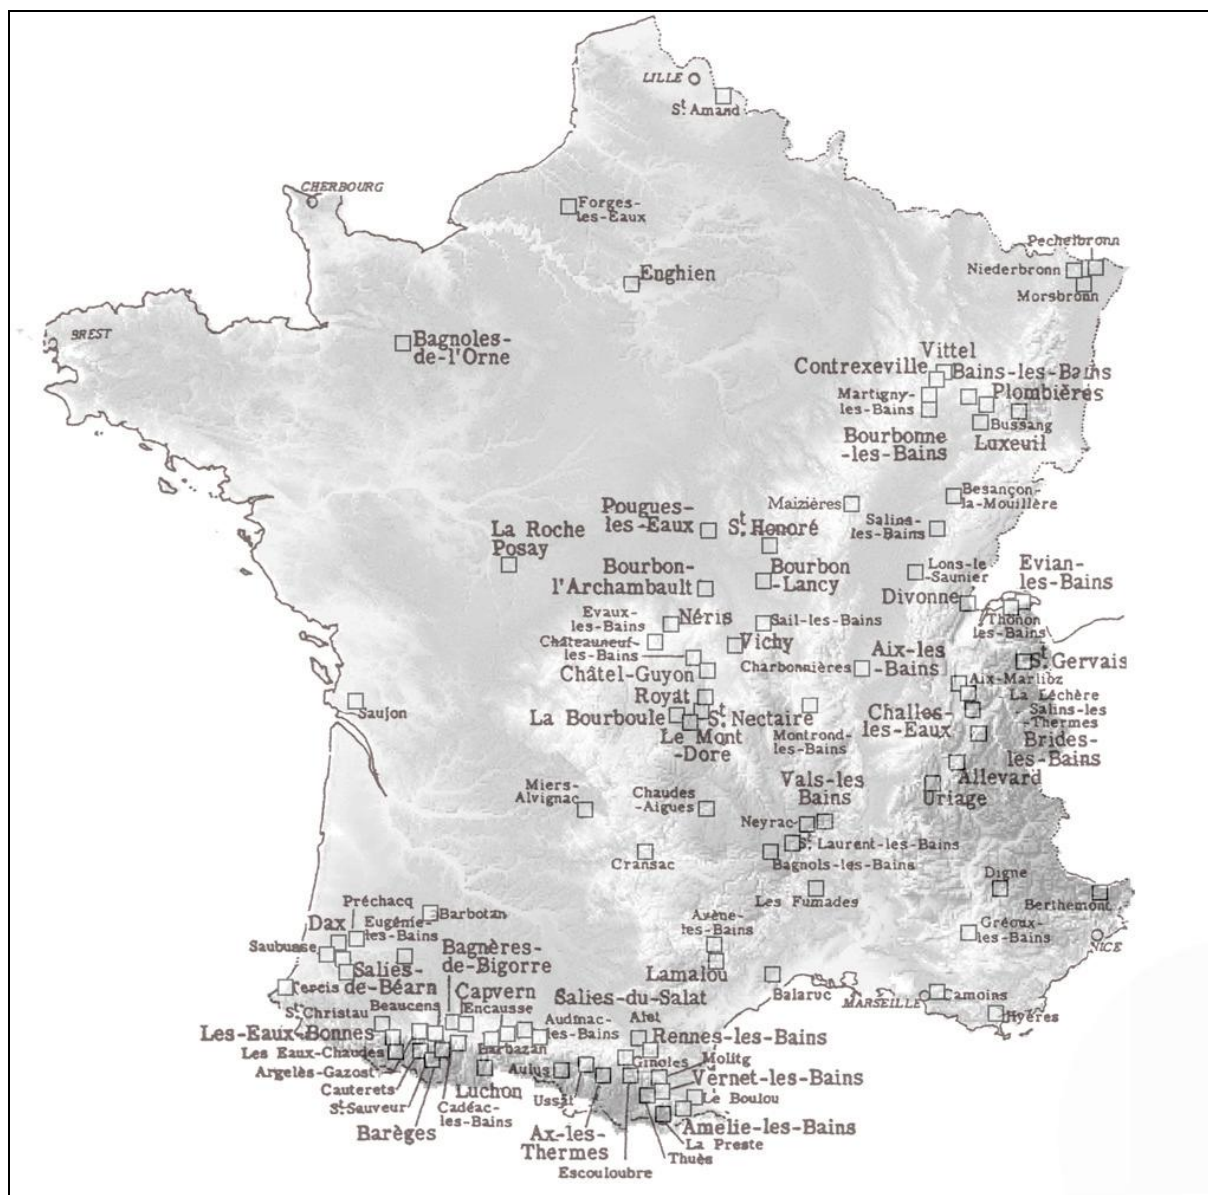 LILLE
St. Amand
CHERBOURG
Forges-
les-Eaux
Pechelbronn
Niederbronn
Enghien
Morsbronn
BREST
Bagnoles-
de-l'Orne
Vittel
Contrexeville
Bains-les-Bains
Martigny-
les-Bains
Plombières
Bussang
Bourbonne
-les-Bains
Luxeuil
Besançon-
la-Mouillère
Maizières
Pougues-
les-Eaux
St. Honoré
Salins-
les-Bains
La Roche
Posay
Bourbon-
l'Archambault
Bourbon
-Lancy
Lons-le
-Saunier
Evian-
les-Bains
Divonne
Thonon
les-Bains
Evaux-
les-Bains
Néris
Sail-les-Bains
Châteauneuf
-les-Bains
Vichy
Charbonnières
Aix-les
-Bains
St. Gervais
Châtel-Guyon
Aix-Marlioz
La Léchère
Royat
Saujon
La Bourboule
St. Nectaire
Challes-
les-Eaux
Salins-les
-Thermes
Le Mont
-Dore
Montrond-
les-Bains
Brides-
les-Bains
Allevard
Uriage
Vals-les
Bains
Miers-
Alvignac
Chaudes
-Aigues
Neyrac
St. Laurent-les-Bains
Cransac
Bagnols-les-Bains
Digne
Les Fumades
Berthemont
Préchacq
Barbotan
Dax
Eugénie-
les-Bains
Avène-
les-Bains
Gréoux-
les-Bains
NICE
Saubusse
Bagnères-
de-Bigorre
Lamalou
Salies-
de-Béarn
Tercis
Balaruc
MARSEILLE
Camoins
Hyères
St Christau
Beaucens
Capvern
Encausse
Salies-du-Salat
Alet
Les-Eaux-Bonnes
Audinac-
les-Bains
Rennes-les-Bains
Les Eaux-Chaudes
Barbazan
Ginoles
Molitg
Argelès-Gazost
Aulus
Vernet-les-Bains
Cauterets
Luchon
Ussat
Le Boulou
St. Sauveur
Cadéac-
les-Bains
Barèges
Ax-les-
Thermes
Amelie-les-Bains
La Preste
Thuès
Escouloubre